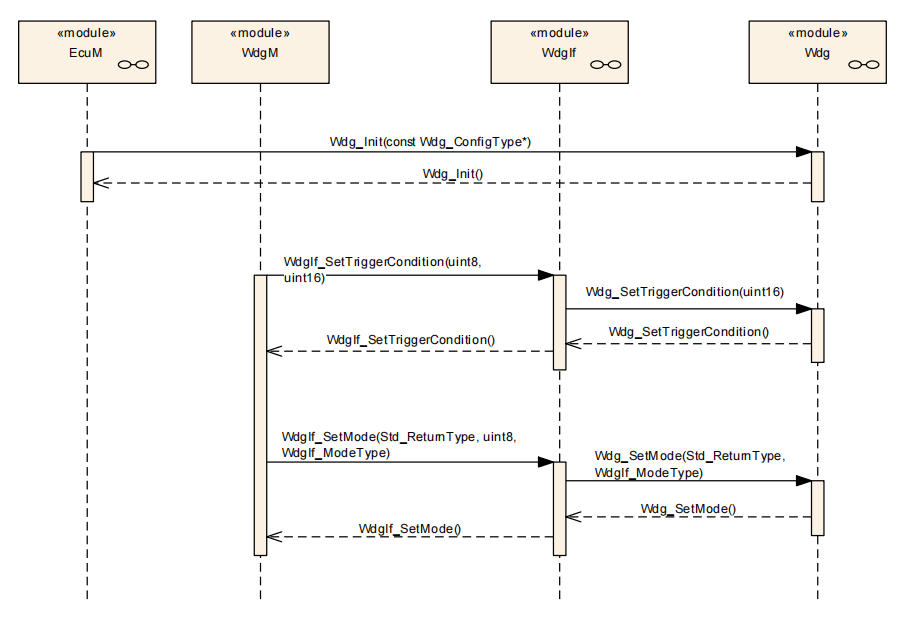 «module»
EcuM
«module»
WdgM
«module»
WdgIf
«module»
Wdg
Wdg_Init(const Wdg_ConfigType*)
Wdg_Init()
WdgIf_SetTriggerCondition(uint8,
uint16)
Wdg_SetTriggerCondition(uint16)
Wdg_SetTriggerCondition()
WdgIf_SetTriggerCondition()
WdgIf_SetMode(Std_ReturnType, uint8,
WdgIf_ModeType)
Wdg_SetMode(Std_ReturnType,
WdgIf_ModeType)
Wdg_SetMode()
WdgIf_SetMode()